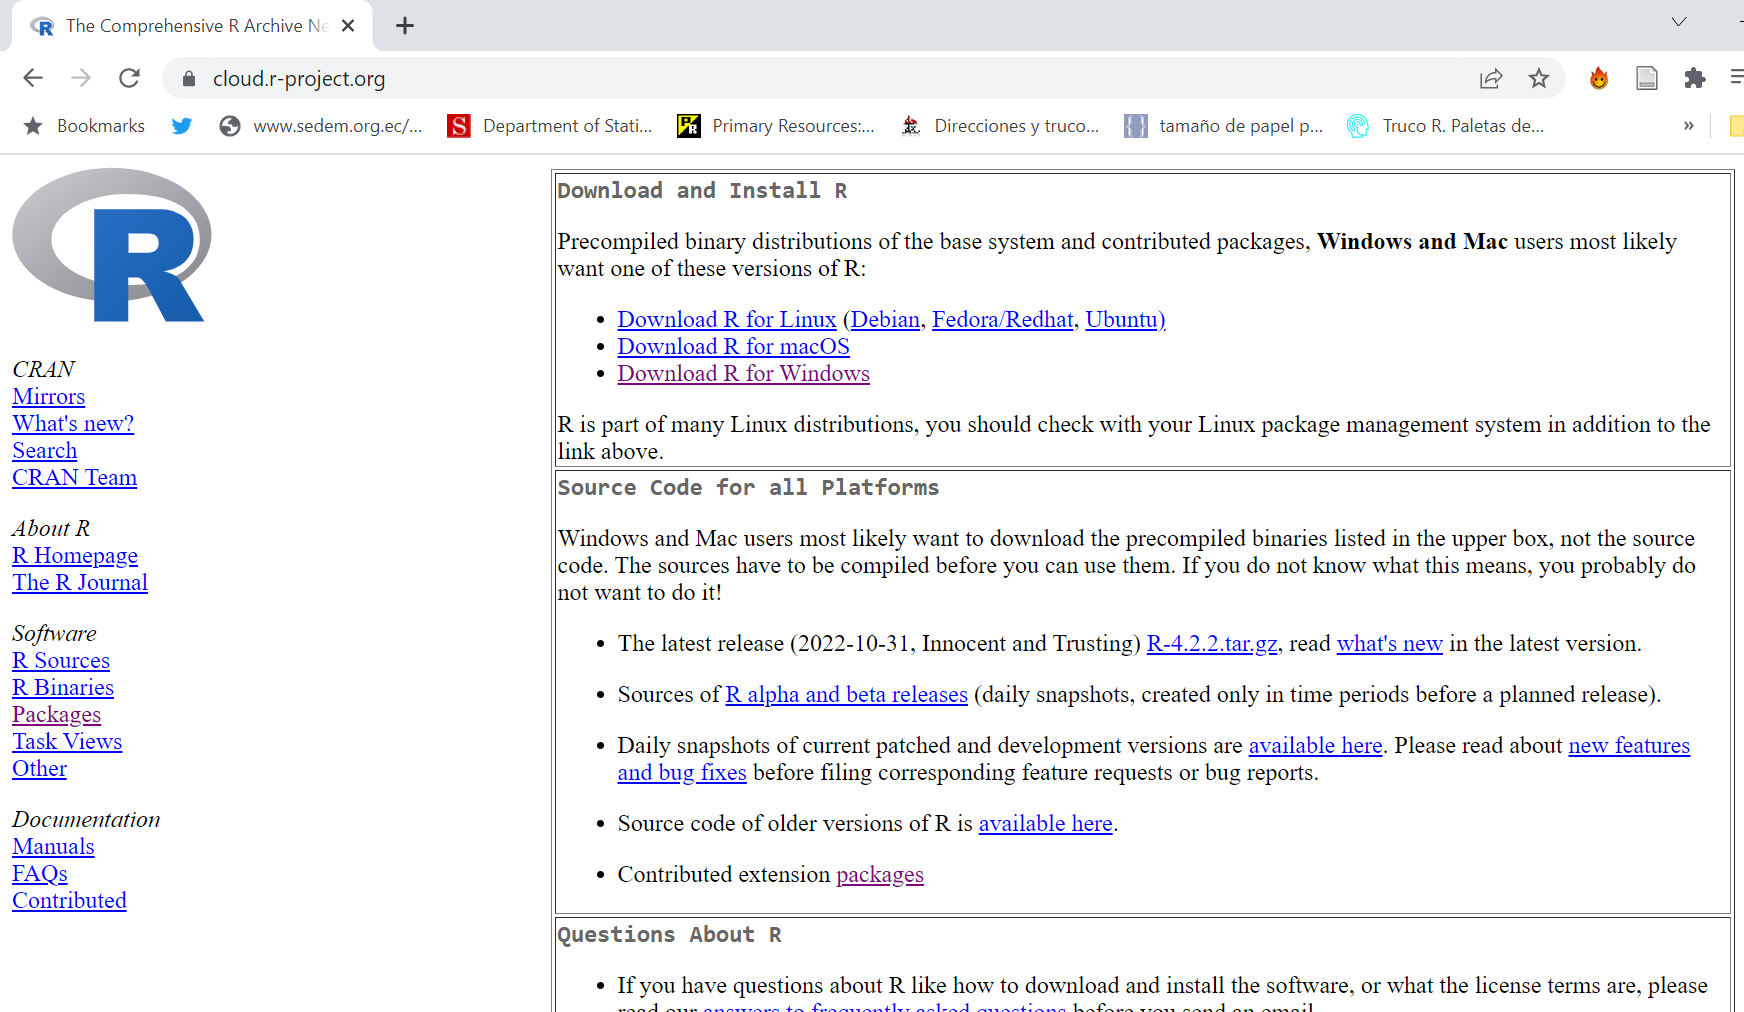 The Comprehensive R Archive Ne
cloud.r-project.org
Bookmarks
www.sedem.org.ec/...
Department of Stati...
Primary Resources:...
Direcciones y truco...
tamaño de papel p...
Truco R. Paletas de...
»
R
CRAN
Mirrors
What's new?
Search
CRAN Team
About R
R Homepage
The R Journal
Software
R Sources
R Binaries
Packages
Task Views
Other
Documentation
Manuals
FAQs
Contributed
Download and Install R
Precompiled binary distributions of the base system and contributed packages, Windows and Mac users most likely
want one of these versions of R:
• Download R for Linux (Debian, Fedora/Redhat, Ubuntu)
• Download R for macOS
• Download R for Windows
R is part of many Linux distributions, you should check with your Linux package management system in addition to the
link above.
Source Code for all Platforms
Windows and Mac users most likely want to download the precompiled binaries listed in the upper box, not the source
code. The sources have to be compiled before you can use them. If you do not know what this means, you probably do
not want to do it!
• The latest release (2022-10-31, Innocent and Trusting) R-4.2.2.tar.gz, read what's new in the latest version.
• Sources of R alpha and beta releases (daily snapshots, created only in time periods before a planned release).
• Daily snapshots of current patched and development versions are available here. Please read about new features
and bug fixes before filing corresponding feature requests or bug reports.
• Source code of older versions of R is available here.
• Contributed extension packages
Questions About R
• If you have questions about R like how to download and install the software, or what the license terms are, please
read our answers to frequently asked questions before you send an email.